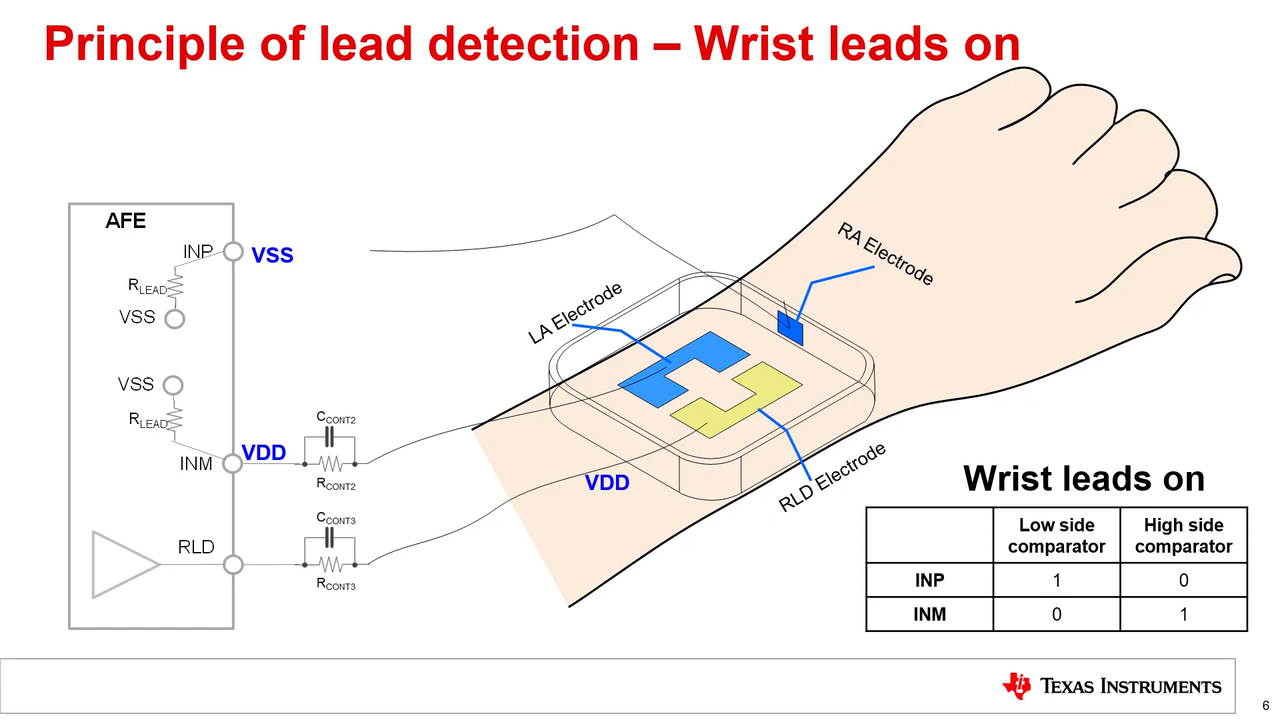 Principle of lead detection – Wrist leads on
AFE
INP
VSS
RLEAD
VSS
VSS
RLEAD
INM
VDD
CCONT2
RCONT2
RLD
CCONT3
RCONT3
LA Electrode
RA Electrode
VDD
RLD Electrode
Wrist leads on
Low side comparator
High side comparator
INP 1 0
INM 0 1
TEXAS INSTRUMENTS
6